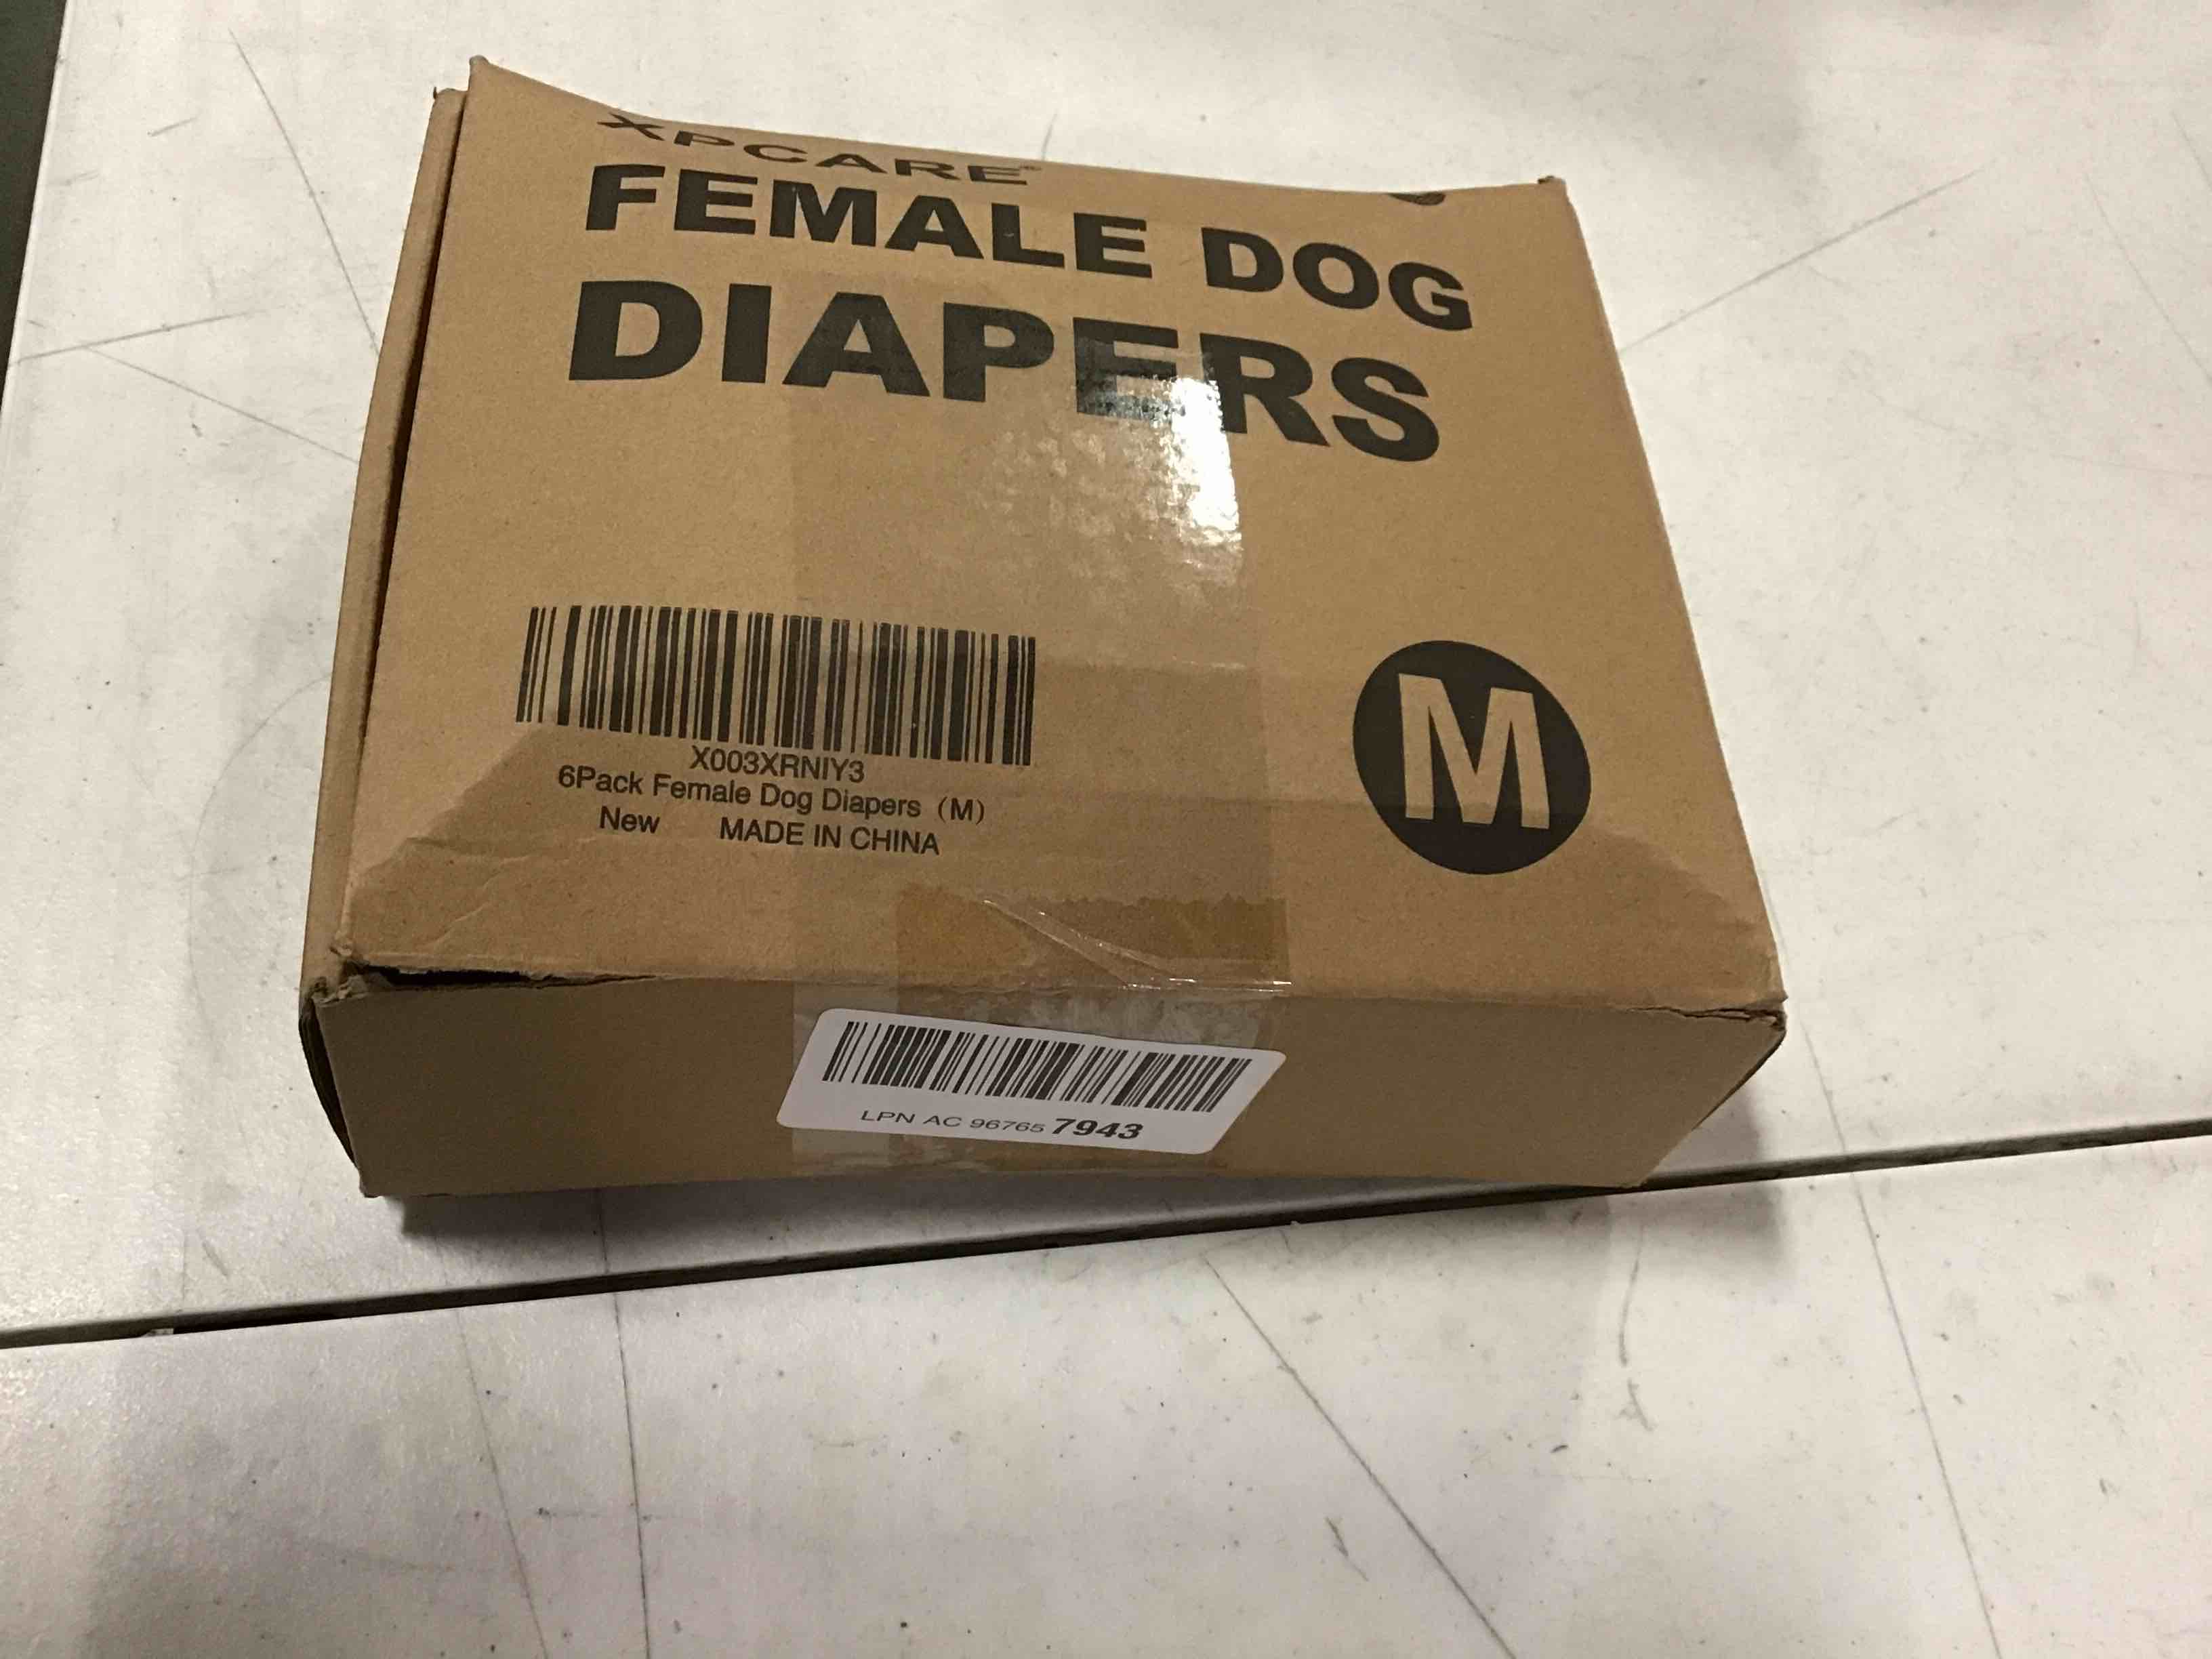 XPCARE
FEMALE DOG
DIAPERS
X003XRNIY3
6Pack Female Dog Diapers (M)
New MADE IN CHINA
M
LPN AC 96765 7943